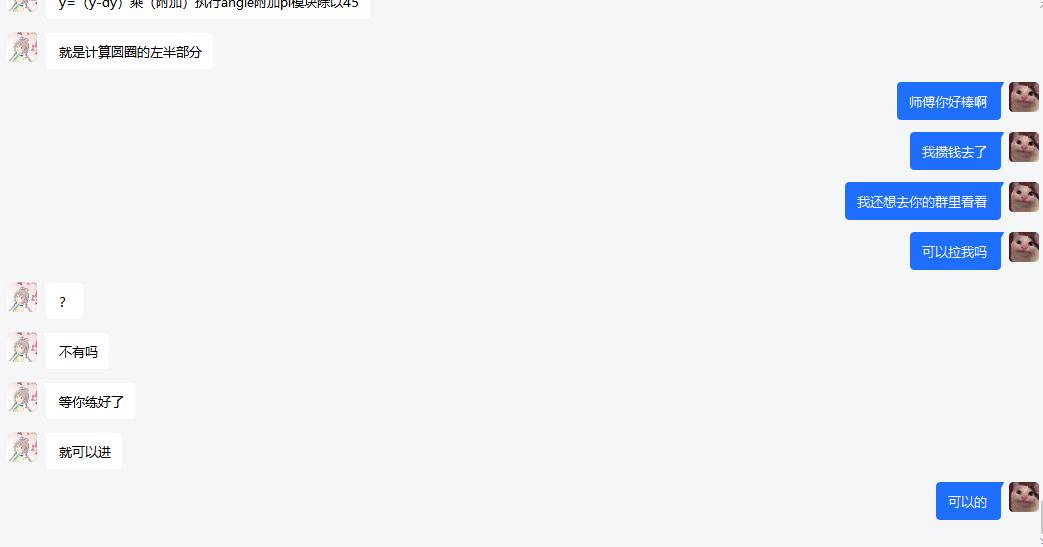 y=（y-dy）乘（附加）执行angle附加pi模块除以45
就是计算圆圈的左半部分
师傅你好棒啊
我攒钱去了
我还想去你的群里看看
可以拉我吗
?
不有吗
等你练好了
就可以进
可以的